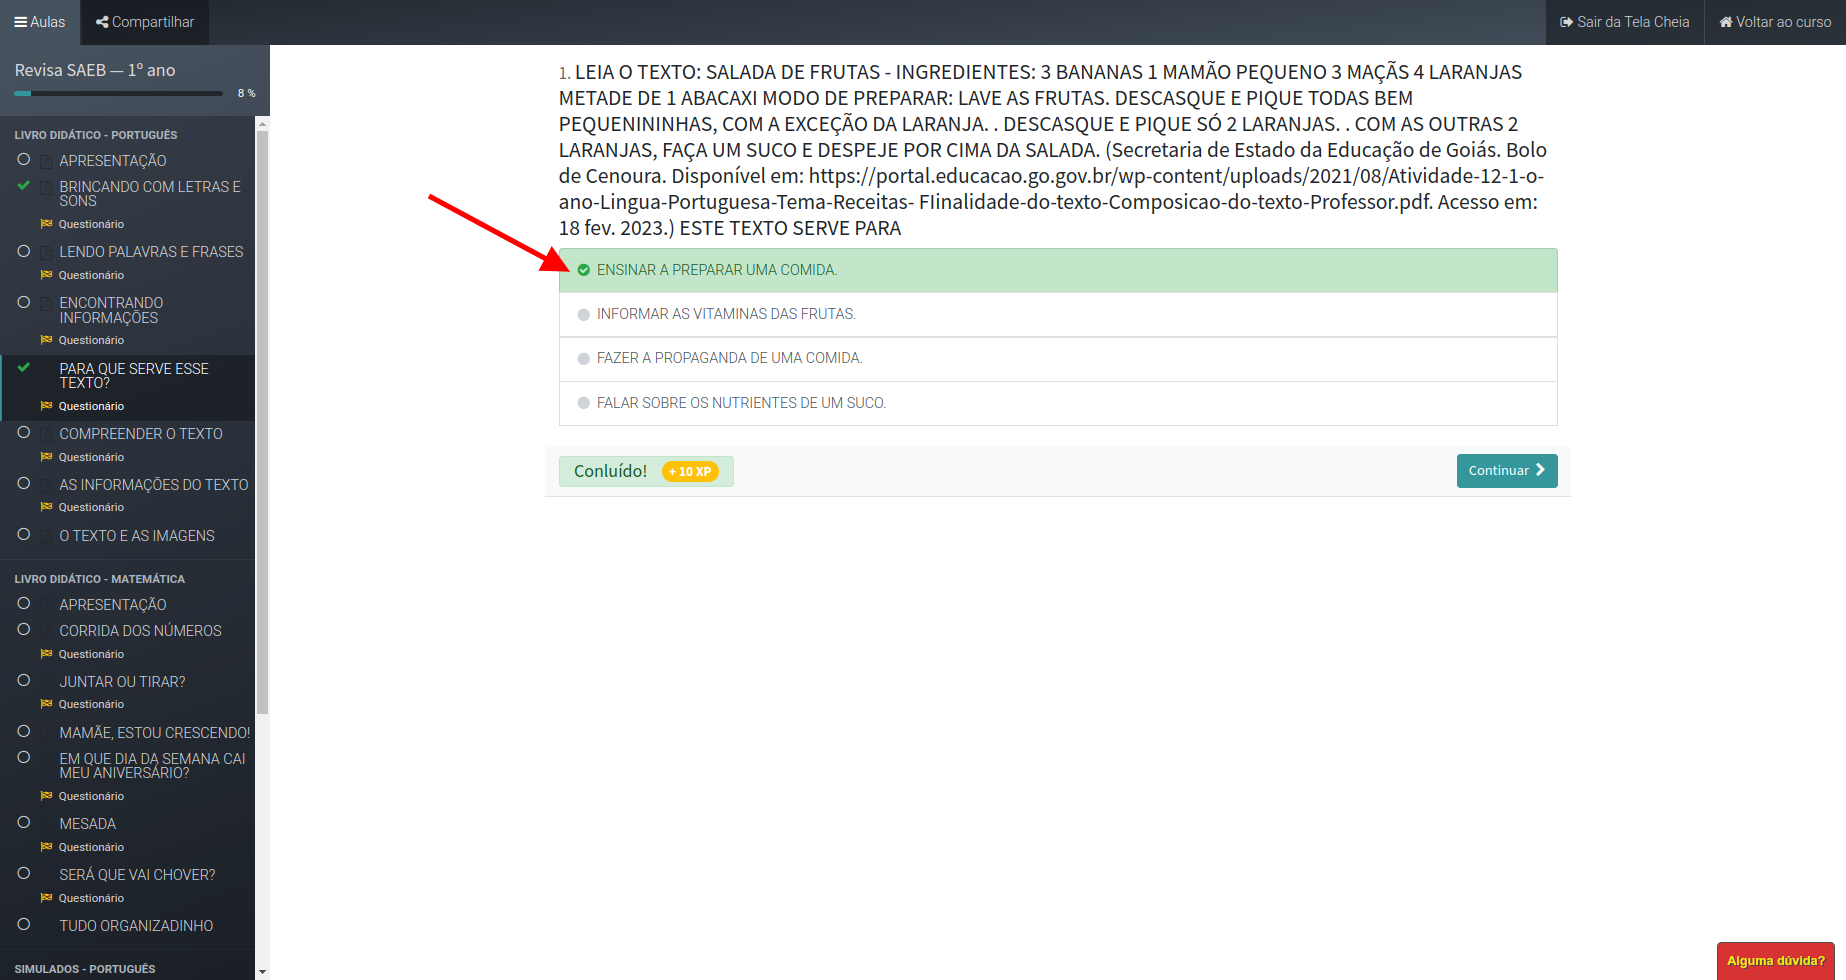 Aulas
Compartilhar
Sair da Tela Cheia
Voltar ao curso
Revisa SAEB — 1º ano
8 %
LIVRO DIDÁTICO - PORTUGUÊS
APRESENTAÇÃO
BRINCANDO COM LETRAS E
SONS
Questionário
LENDO PALAVRAS E FRASES
Questionário
ENCONTRANDO
INFORMAÇÕES
Questionário
PARA QUE SERVE ESSE
TEXTO?
Questionário
COMPREENDER O TEXTO
Questionário
AS INFORMAÇÕES DO TEXTO
Questionário
O TEXTO E AS IMAGENS
LIVRO DIDÁTICO - MATEMÁTICA
APRESENTAÇÃO
CORRIDA DOS NÚMEROS
Questionário
JUNTAR OU TIRAR?
Questionário
MAMÃE, ESTOU CRESCENDO!
EM QUE DIA DA SEMANA CAI
MEU ANIVERSÁRIO?
Questionário
MESADA
Questionário
SERÁ QUE VAI CHOVER?
Questionário
TUDO ORGANIZADINHO
SIMULADOS - PORTUGUÊS
1. LEIA O TEXTO: SALADA DE FRUTAS - INGREDIENTES: 3 BANANAS 1 MAMÃO PEQUENO 3 MAÇÃS 4 LARANJAS
METADE DE 1 ABACAXI MODO DE PREPARAR: LAVE AS FRUTAS. DESCASQUE E PIQUE TODAS BEM
PEQUENININHAS, COM A EXCEÇÃO DA LARANJA. . DESCASQUE E PIQUE SÓ 2 LARANJAS. . COM AS OUTRAS 2
LARANJAS, FAÇA UM SUCO E DESPEJE POR CIMA DA SALADA. (Secretaria de Estado da Educação de Goiás. Bolo
de Cenoura. Disponível em: https://portal.educacao.go.gov.br/wp-content/uploads/2021/08/Atividade-12-1-o-
ano-Lingua-Portuguesa-Tema-Receitas- FIinalidade-do-texto-Composicao-do-texto-Professor.pdf. Acesso em:
18 fev. 2023.) ESTE TEXTO SERVE PARA
ENSINAR A PREPARAR UMA COMIDA.
INFORMAR AS VITAMINAS DAS FRUTAS.
FAZER A PROPAGANDA DE UMA COMIDA.
FALAR SOBRE OS NUTRIENTES DE UM SUCO.
Conluído!
+ 10 XP
Continuar
Alguma dúvida?